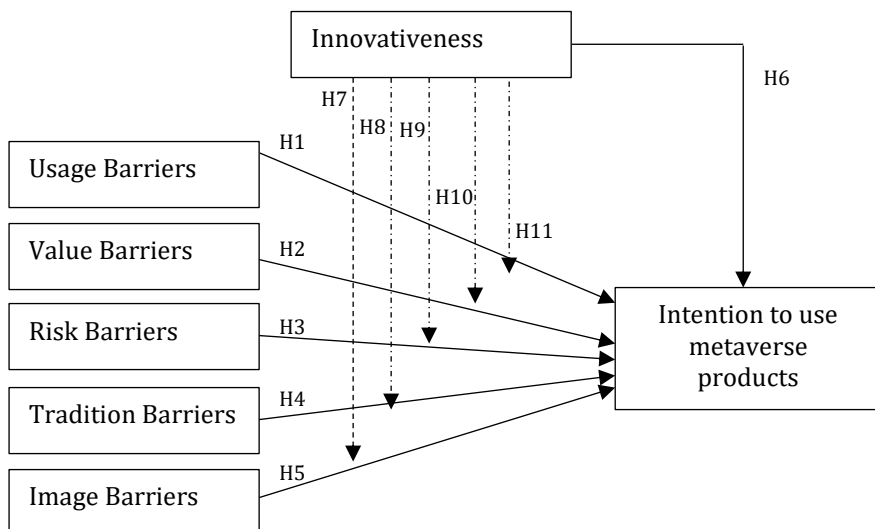 Innovativeness
H6
H7
H8
H9
H1
Usage Barriers
H10
H11
H2
Value Barriers
Intention to use
metaverse
products
H3
Risk Barriers
H4
Tradition Barriers
H5
Image Barriers